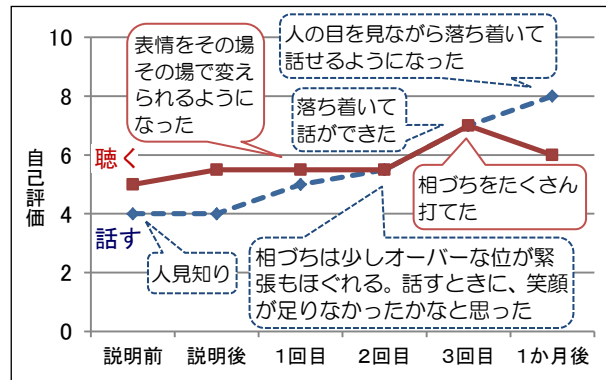 10
8
6
4
2
0
自己評価
表情をその場
その場で変え
られるように
なった
人の目を見ながら落ち着いて
話せるようになった
落ち着いて
話ができた
聴く
話す
人見知り
相づちをたくさん
打てた
相づちは少しオーバーな位が緊
張もほぐれる。話すときに、笑顔
が足りなかったかなと思った
説明前 説明後 1回目 2回目 3回目 1か月後